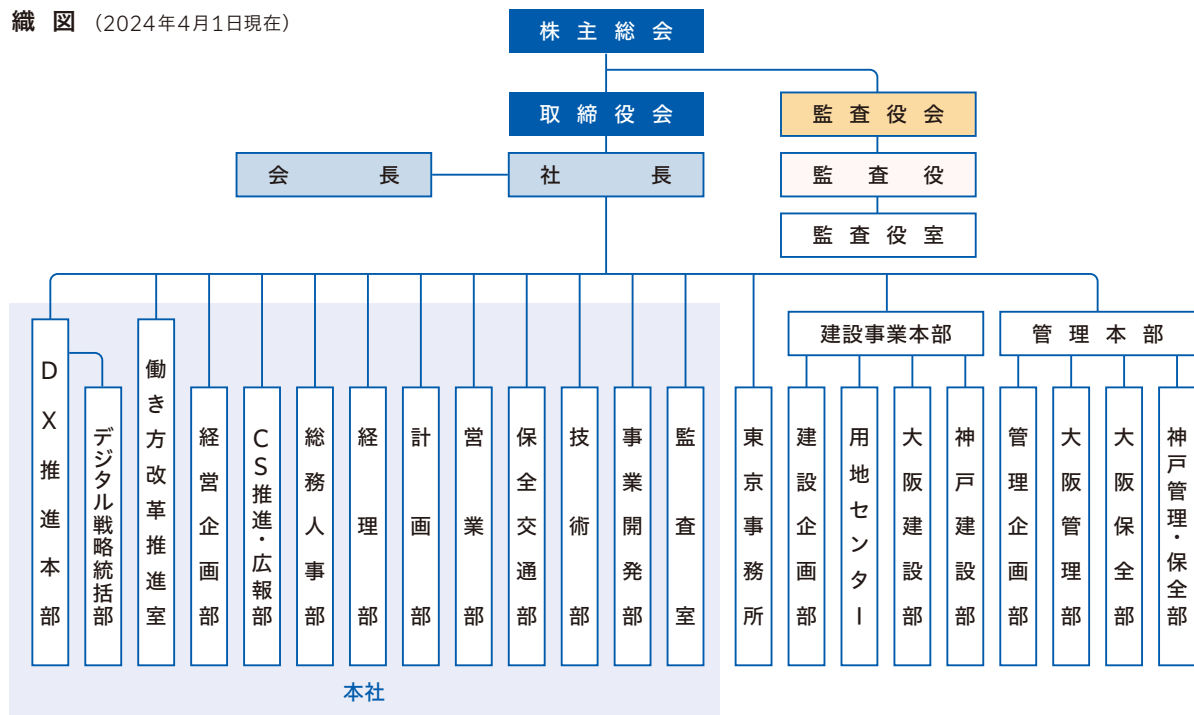 織 図 （2024年4月1日現在）
株主総会
取締役会
監査役会
会長
社長
監査役
監査役室
DX推進本部
デジタル戦略統括部
働き方改革推進室
経営企画部
CS推進・広報部
総務人事部
経理部
計画部
営業部
保全交通部
技術部
事業開発部
監査室
本社
東京事務所
建設事業本部
建設企画部
用地センター
大阪建設部
神戸建設部
管理本部
管理企画部
大阪管理部
大阪保全部
神戸管理・保全部